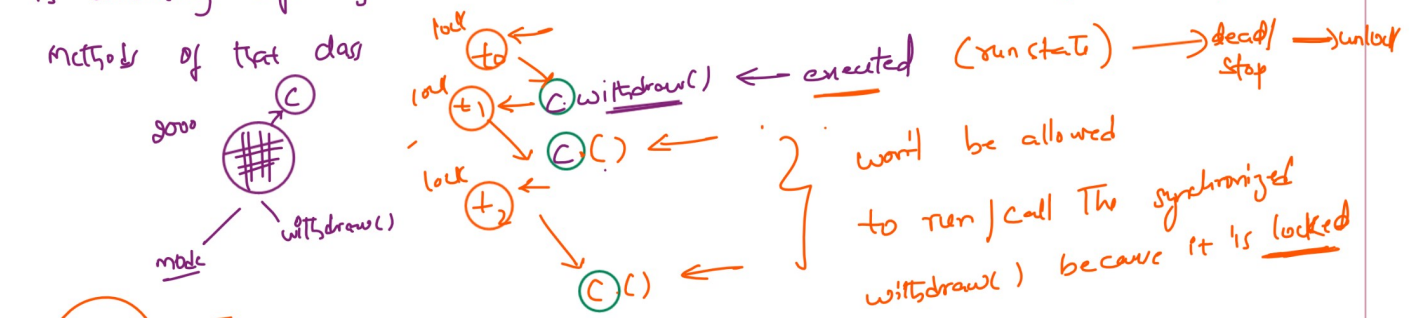 methods of that class
C
2000
mode
withdraw()
lock
t0
C. withdraw() ← executed (run state) → dead/ stop → unlock
lock
t1
C. ()
lock
t2
C ()
won't be allowed
to run / call The synchronized
withdraw() because it is locked